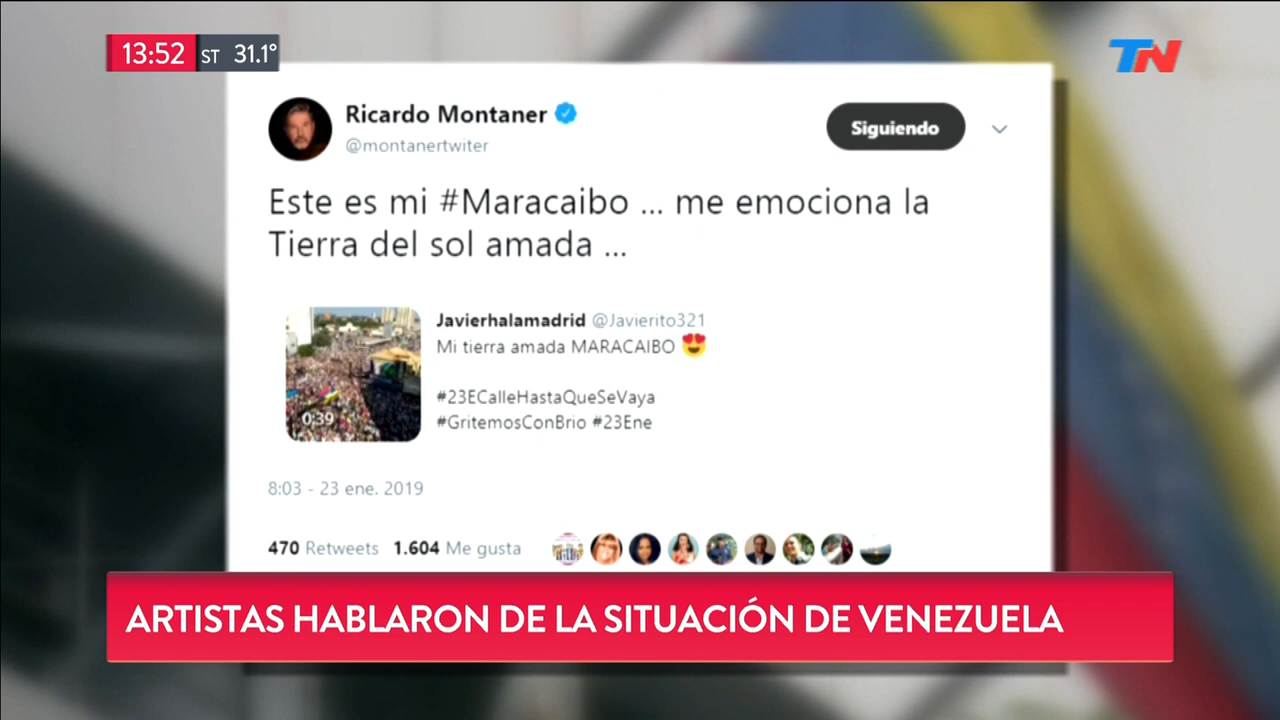 13:52 ST 31.1°
TN
Ricardo Montaner
@montanertwiter
Siguiendo
Este es mi #Maracaibo ... me emociona la
Tierra del sol amada ...
Javierhalamadrid @Javierito321
Mi tierra amada MARACAIBO
#23ECalleHastaQueSeVaya
#GritemosConBrio #23Ene
0:39
8:03 - 23 ene. 2019
470 Retweets 1.604 Me gusta
ARTISTAS HABLARON DE LA SITUACIÓN DE VENEZUELA